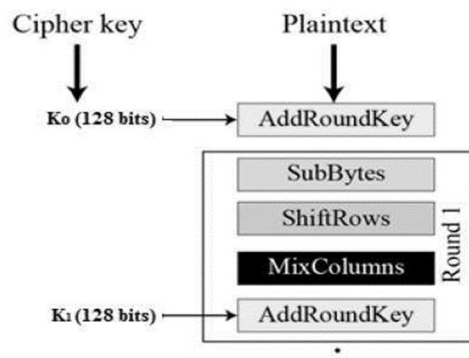 Cipher key
Plaintext
K₀ (128 bits)
AddRoundKey
SubBytes
ShiftRows
MixColumns
Round 1
K₁ (128 bits)
AddRoundKey